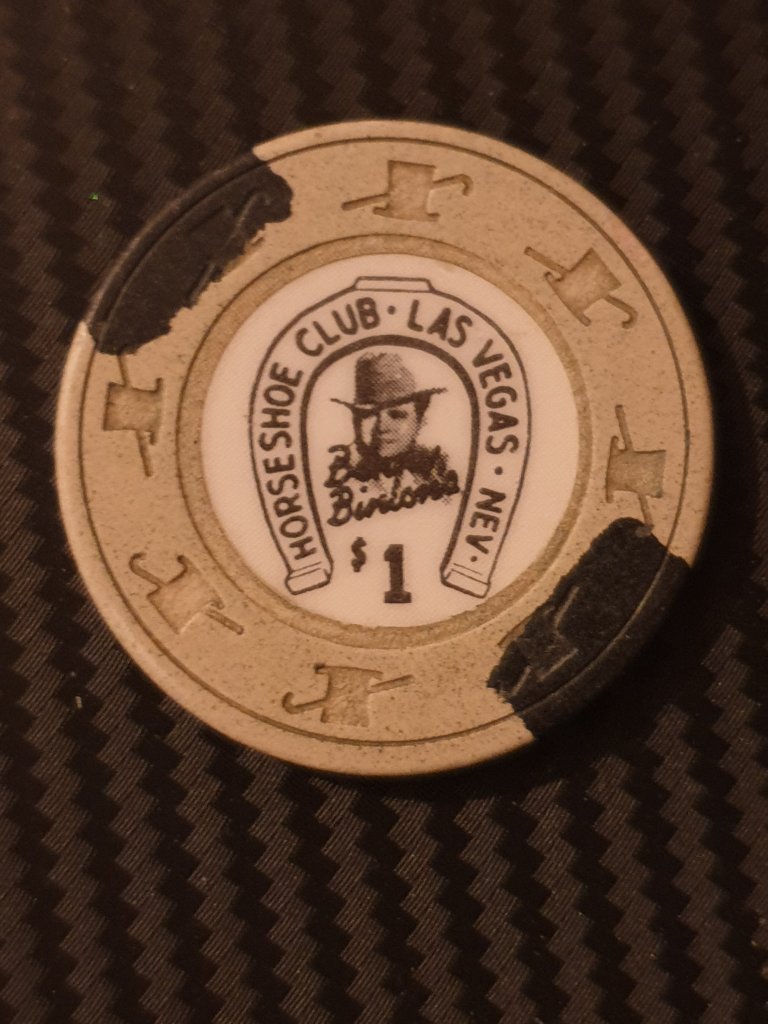 HORSESHOE CLUB · LAS VEGAS · NEV·
Benny
Binion's
$1